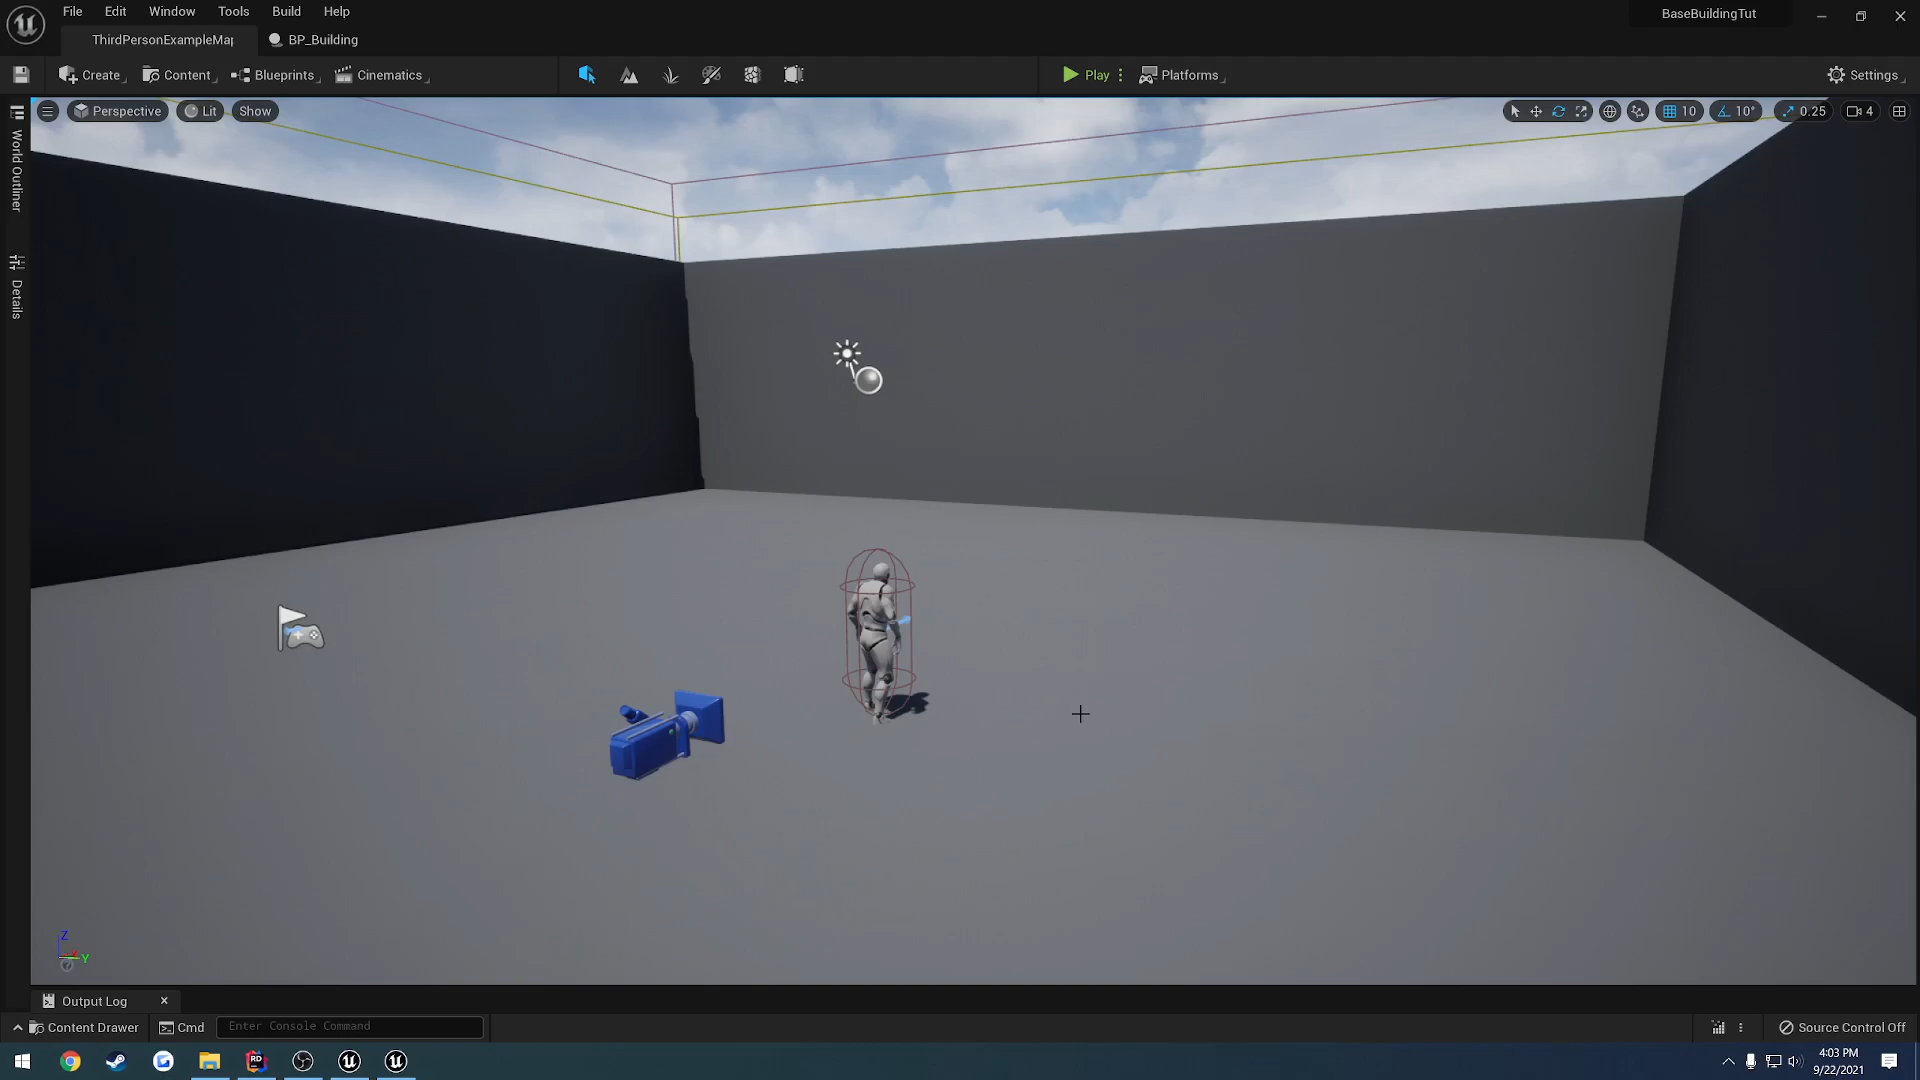 File Edit Window Tools Build Help
BaseBuildingTut
ThirdPersonExampleMap
BP_Building
Create Content Blueprints Cinematics Play Platforms Settings
Perspective Lit Show 10 10° 0.25 4
World Outliner
Details
Z
Y
Output Log
Content Drawer Cmd Enter Console Command Source Control Off
RD
4:03 PM
9/22/2021